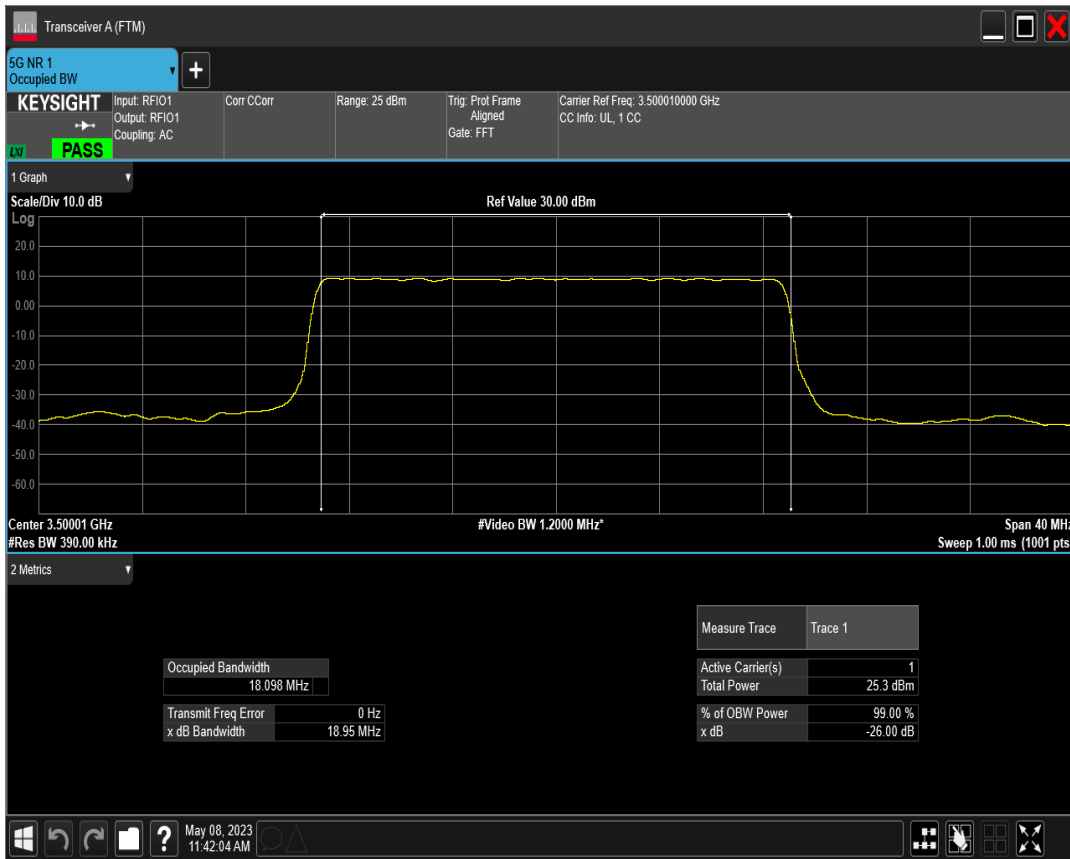 Transceiver A (FTM)
5G NR 1
Occupied BW
+
KEYSIGHT
LXI
PASS
Input: RFIO1
Output: RFIO1
Coupling: AC
Corr CCorr
Range: 25 dBm
Trig: Prot Frame
Aligned
Gate: FFT
Carrier Ref Freq: 3.500010000 GHz
CC Info: UL, 1 CC
1 Graph
Scale/Div 10.0 dB
Ref Value 30.00 dBm
Log
20.0
10.0
0.00
-10.0
-20.0
-30.0
-40.0
-50.0
-60.0
Center 3.50001 GHz
#Video BW 1.2000 MHz*
Span 40 MHz
#Res BW 390.00 kHz
Sweep 1.00 ms (1001 pts
2 Metrics
Measure Trace Trace 1
Occupied Bandwidth
18.098 MHz
Active Carrier(s) 1
Total Power 25.3 dBm
Transmit Freq Error 0 Hz
x dB Bandwidth 18.95 MHz
% of OBW Power 99.00 %
x dB -26.00 dB
?
May 08, 2023
11:42:04 AM